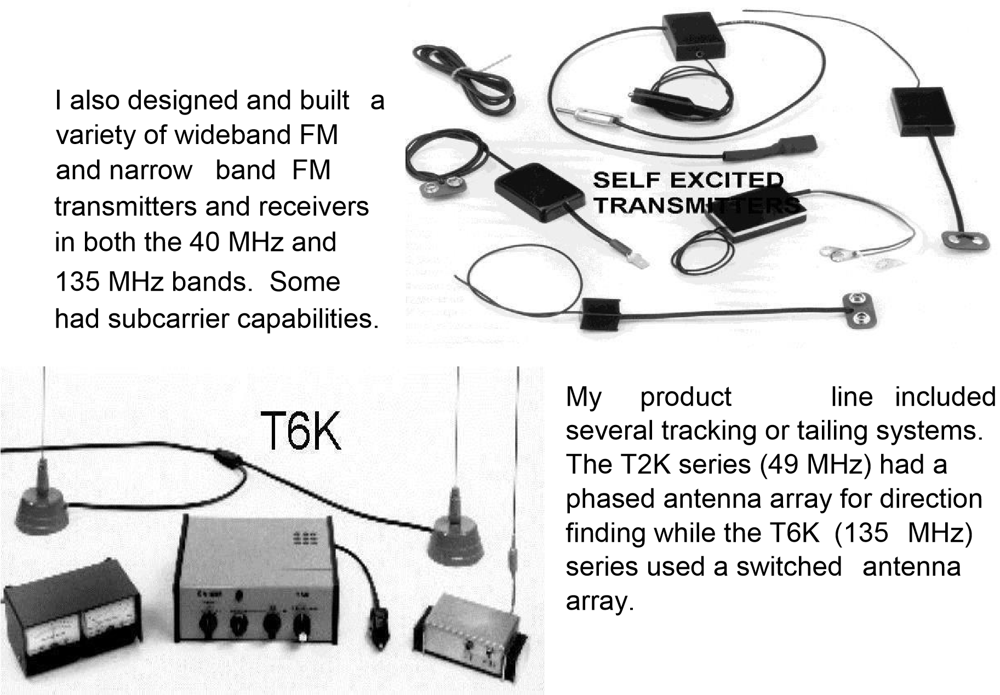 I also designed and built a
variety of wideband FM
and narrow band FM
transmitters and receivers
in both the 40 MHz and
135 MHz bands. Some
had subcarrier capabilities.
SELF EXCITED
TRANSMITTERS
T6K
My product line included
several tracking or tailing systems.
The T2K series (49 MHz) had a
phased antenna array for direction
finding while the T6K (135 MHz)
series used a switched antenna
array.